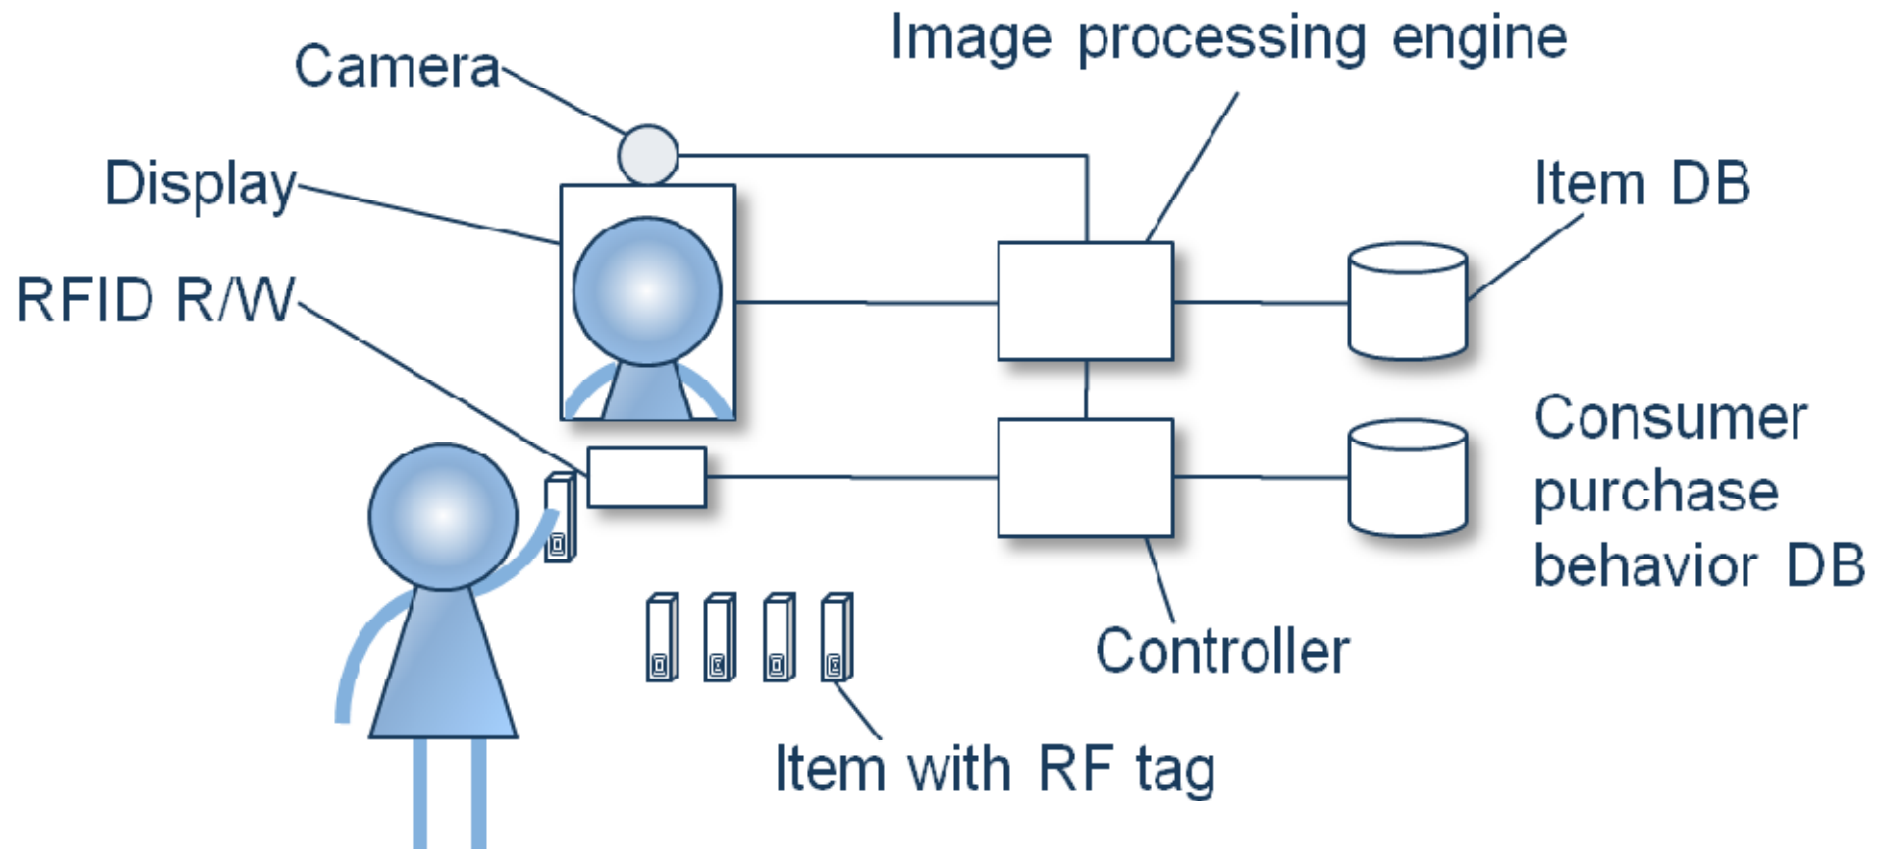 Image processing engine
Camera
Display
Item DB
RFID R/W
Consumer
purchase
behavior DB
Controller
Item with RF tag